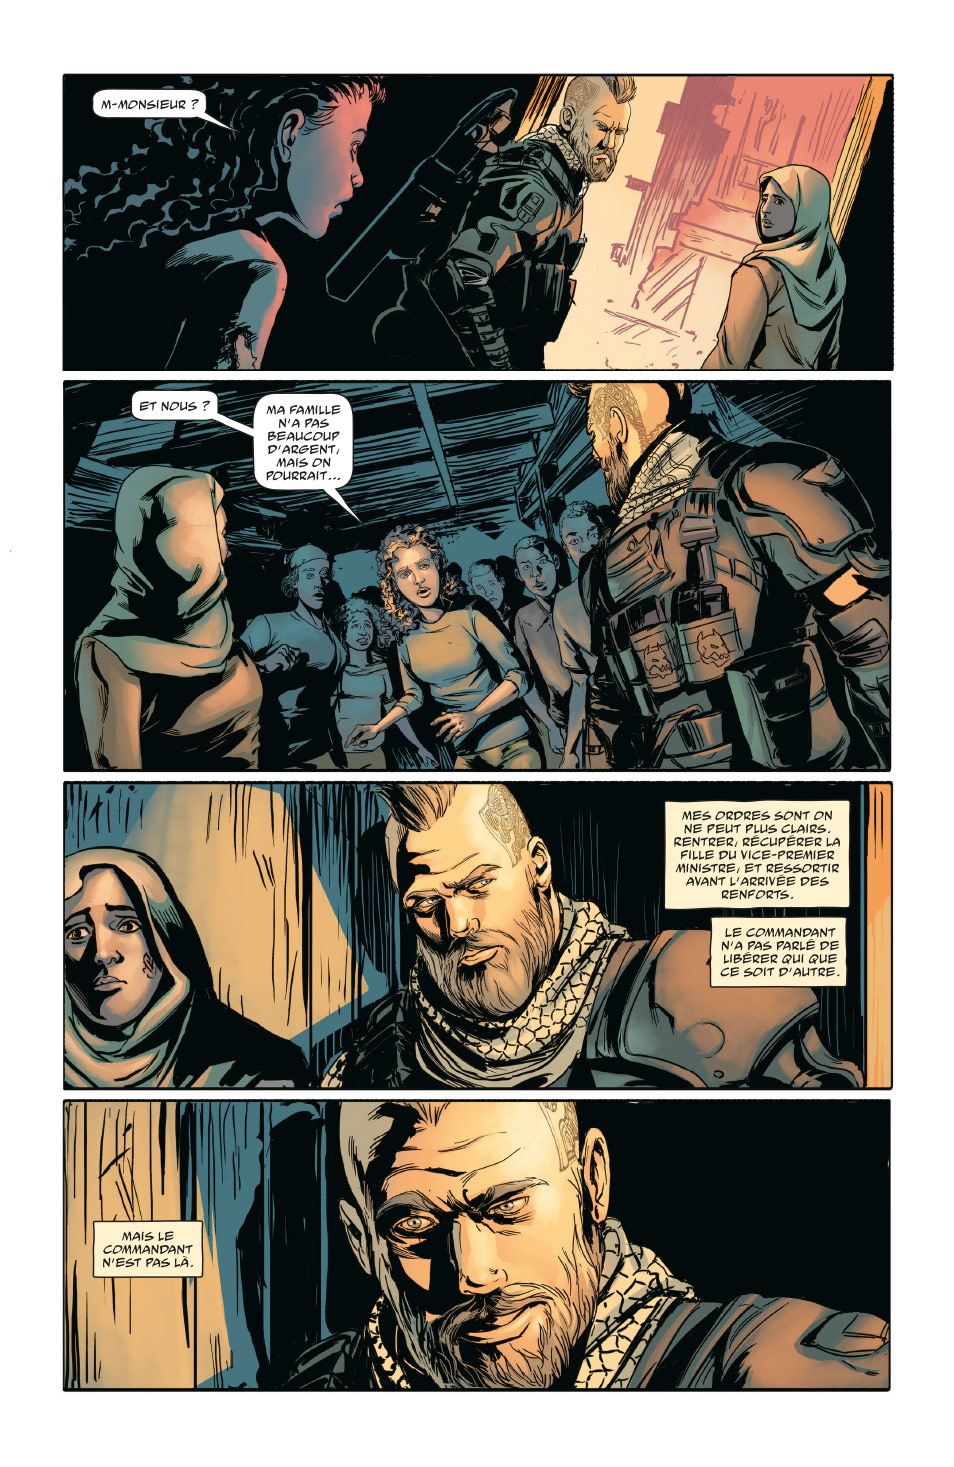 M-MONSIEUR ?
ET NOUS ?
MA FAMILLE
N'A PAS
BEAUCOUP
D'ARGENT,
MAIS ON
POURRAIT...
MES ORDRES SONT ON
NE PEUT PLUS CLAIRS.
RENTRER, RÉCUPÉRER LA
FILLE DU VICE-PREMIER
MINISTRE, ET RESSORTIR
AVANT L'ARRIVÉE DES
RENFORTS.
LE COMMANDANT
N'A PAS PARLÉ DE
LIBÉRER QUI QUE
CE SOIT D'AUTRE.
MAIS LE
COMMANDANT
N'EST PAS LÀ.